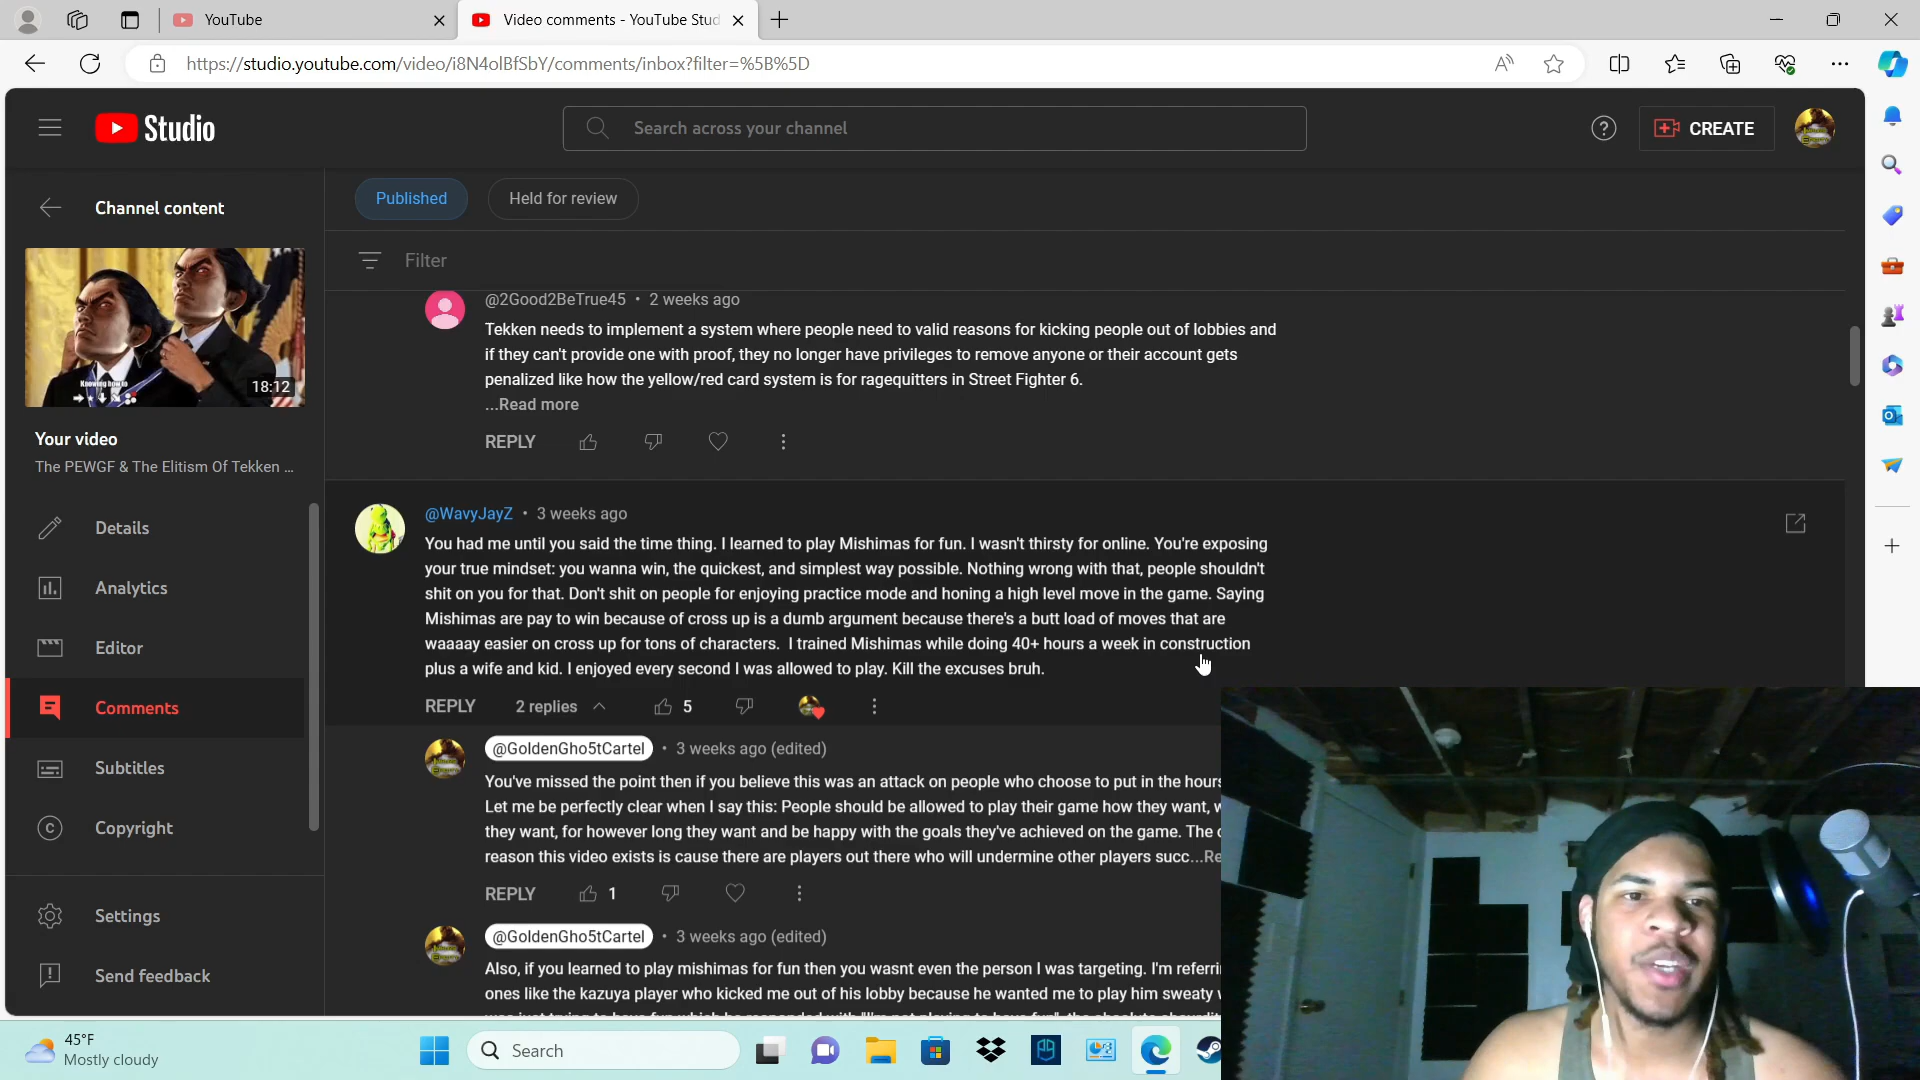 YouTube
Video comments - YouTube Stud
https://studio.youtube.com/video/i8N4olBfSbY/comments/inbox?filter=%5B%5D
Studio
Search across your channel
CREATE
Channel content
Published
Held for review
Filter
Knowing how to
18:12
Your video
The PEWGF & The Elitism Of Tekken ...
Details
Analytics
Editor
Comments
Subtitles
Copyright
Settings
Send feedback
@2Good2BeTrue45 • 2 weeks ago
Tekken needs to implement a system where people need to valid reasons for kicking people out of lobbies and
if they can't provide one with proof, they no longer have privileges to remove anyone or their account gets
penalized like how the yellow/red card system is for ragequitters in Street Fighter 6.
...Read more
REPLY
@WavyJayZ • 3 weeks ago
You had me until you said the time thing. I learned to play Mishimas for fun. I wasn't thirsty for online. You're exposing
your true mindset: you wanna win, the quickest, and simplest way possible. Nothing wrong with that, people shouldn't
shit on you for that. Don't shit on people for enjoying practice mode and honing a high level move in the game. Saying
Mishimas are pay to win because of cross up is a dumb argument because there's a butt load of moves that are
waaaay easier on cross up for tons of characters. I trained Mishimas while doing 40+ hours a week in construction
plus a wife and kid. I enjoyed every second I was allowed to play. Kill the excuses bruh.
REPLY 2 replies 5
@GoldenGho5tCartel • 3 weeks ago (edited)
You've missed the point then if you believe this was an attack on people who choose to put in the hours
Let me be perfectly clear when I say this: People should be allowed to play their game how they want, w
they want, for however long they want and be happy with the goals they've achieved on the game. The
reason this video exists is cause there are players out there who will undermine other players succ...Re
REPLY 1
@GoldenGho5tCartel • 3 weeks ago (edited)
Also, if you learned to play mishimas for fun then you wasnt even the person I was targeting. I'm referri
ones like the kazuya player who kicked me out of his lobby because he wanted me to play him sweaty
45°F
Mostly cloudy
Search